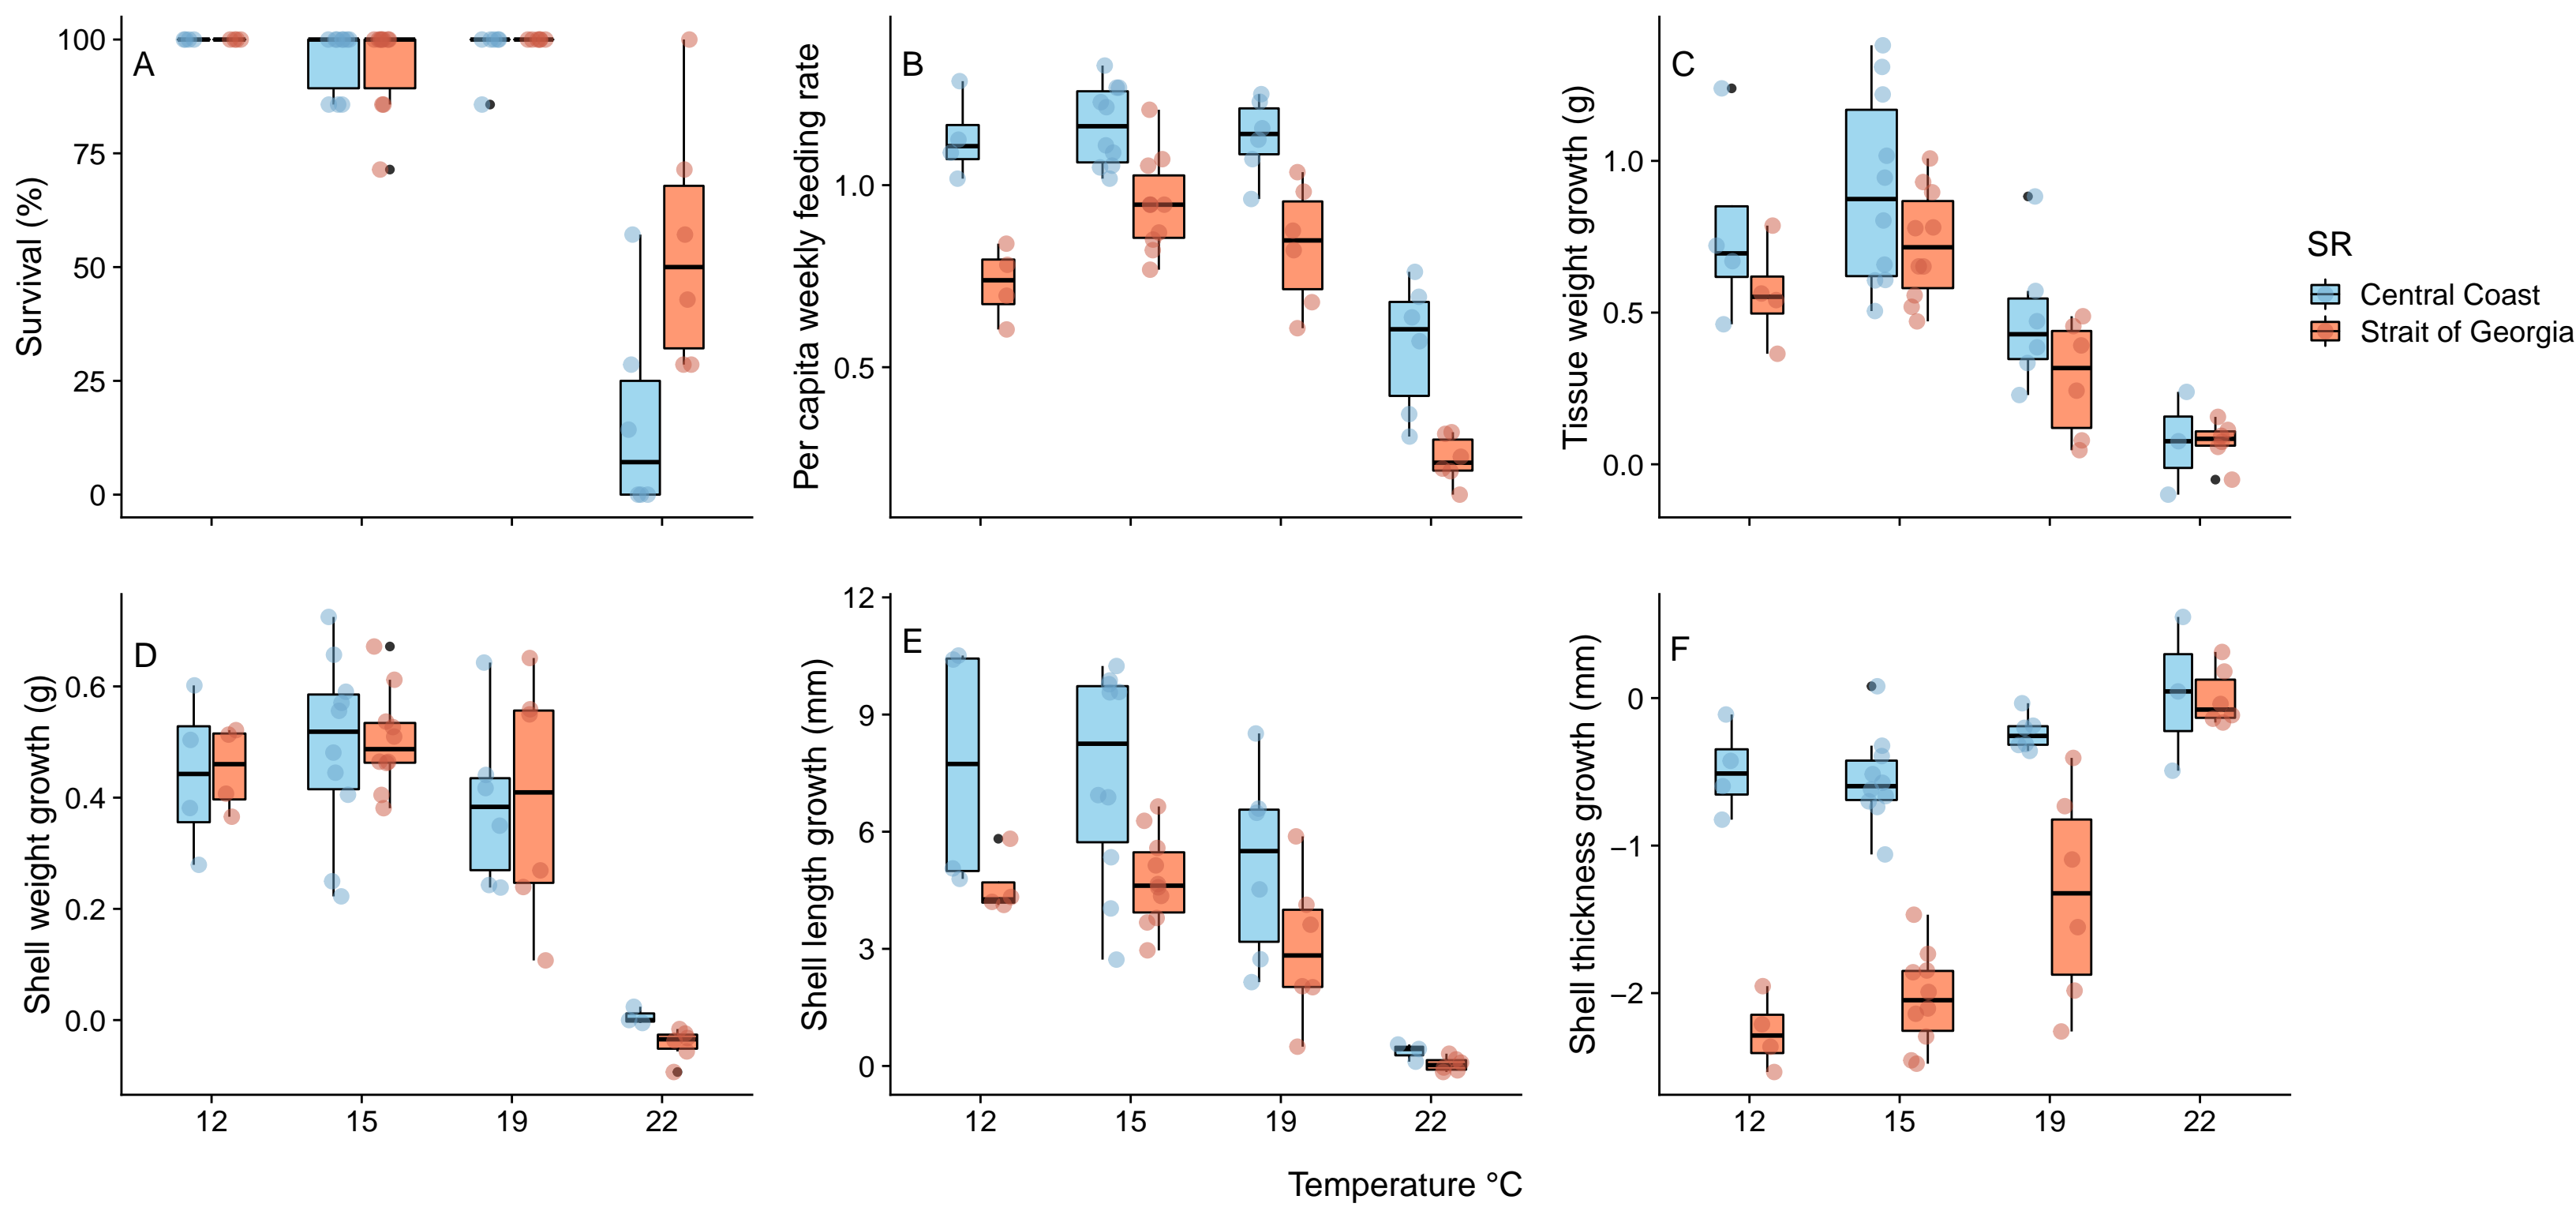 A
Survival (%)
100
75
50
25
0
B
Per capita weekly feeding rate
1.0
0.5
C
Tissue weight growth (g)
1.0
0.5
0.0
SR
Central Coast
Strait of Georgia
D
Shell weight growth (g)
0.6
0.4
0.2
0.0
12 15 19 22
E
Shell length growth (mm)
12
9
6
3
0
12 15 19 22
F
Shell thickness growth (mm)
0
−1
−2
12 15 19 22
Temperature °C